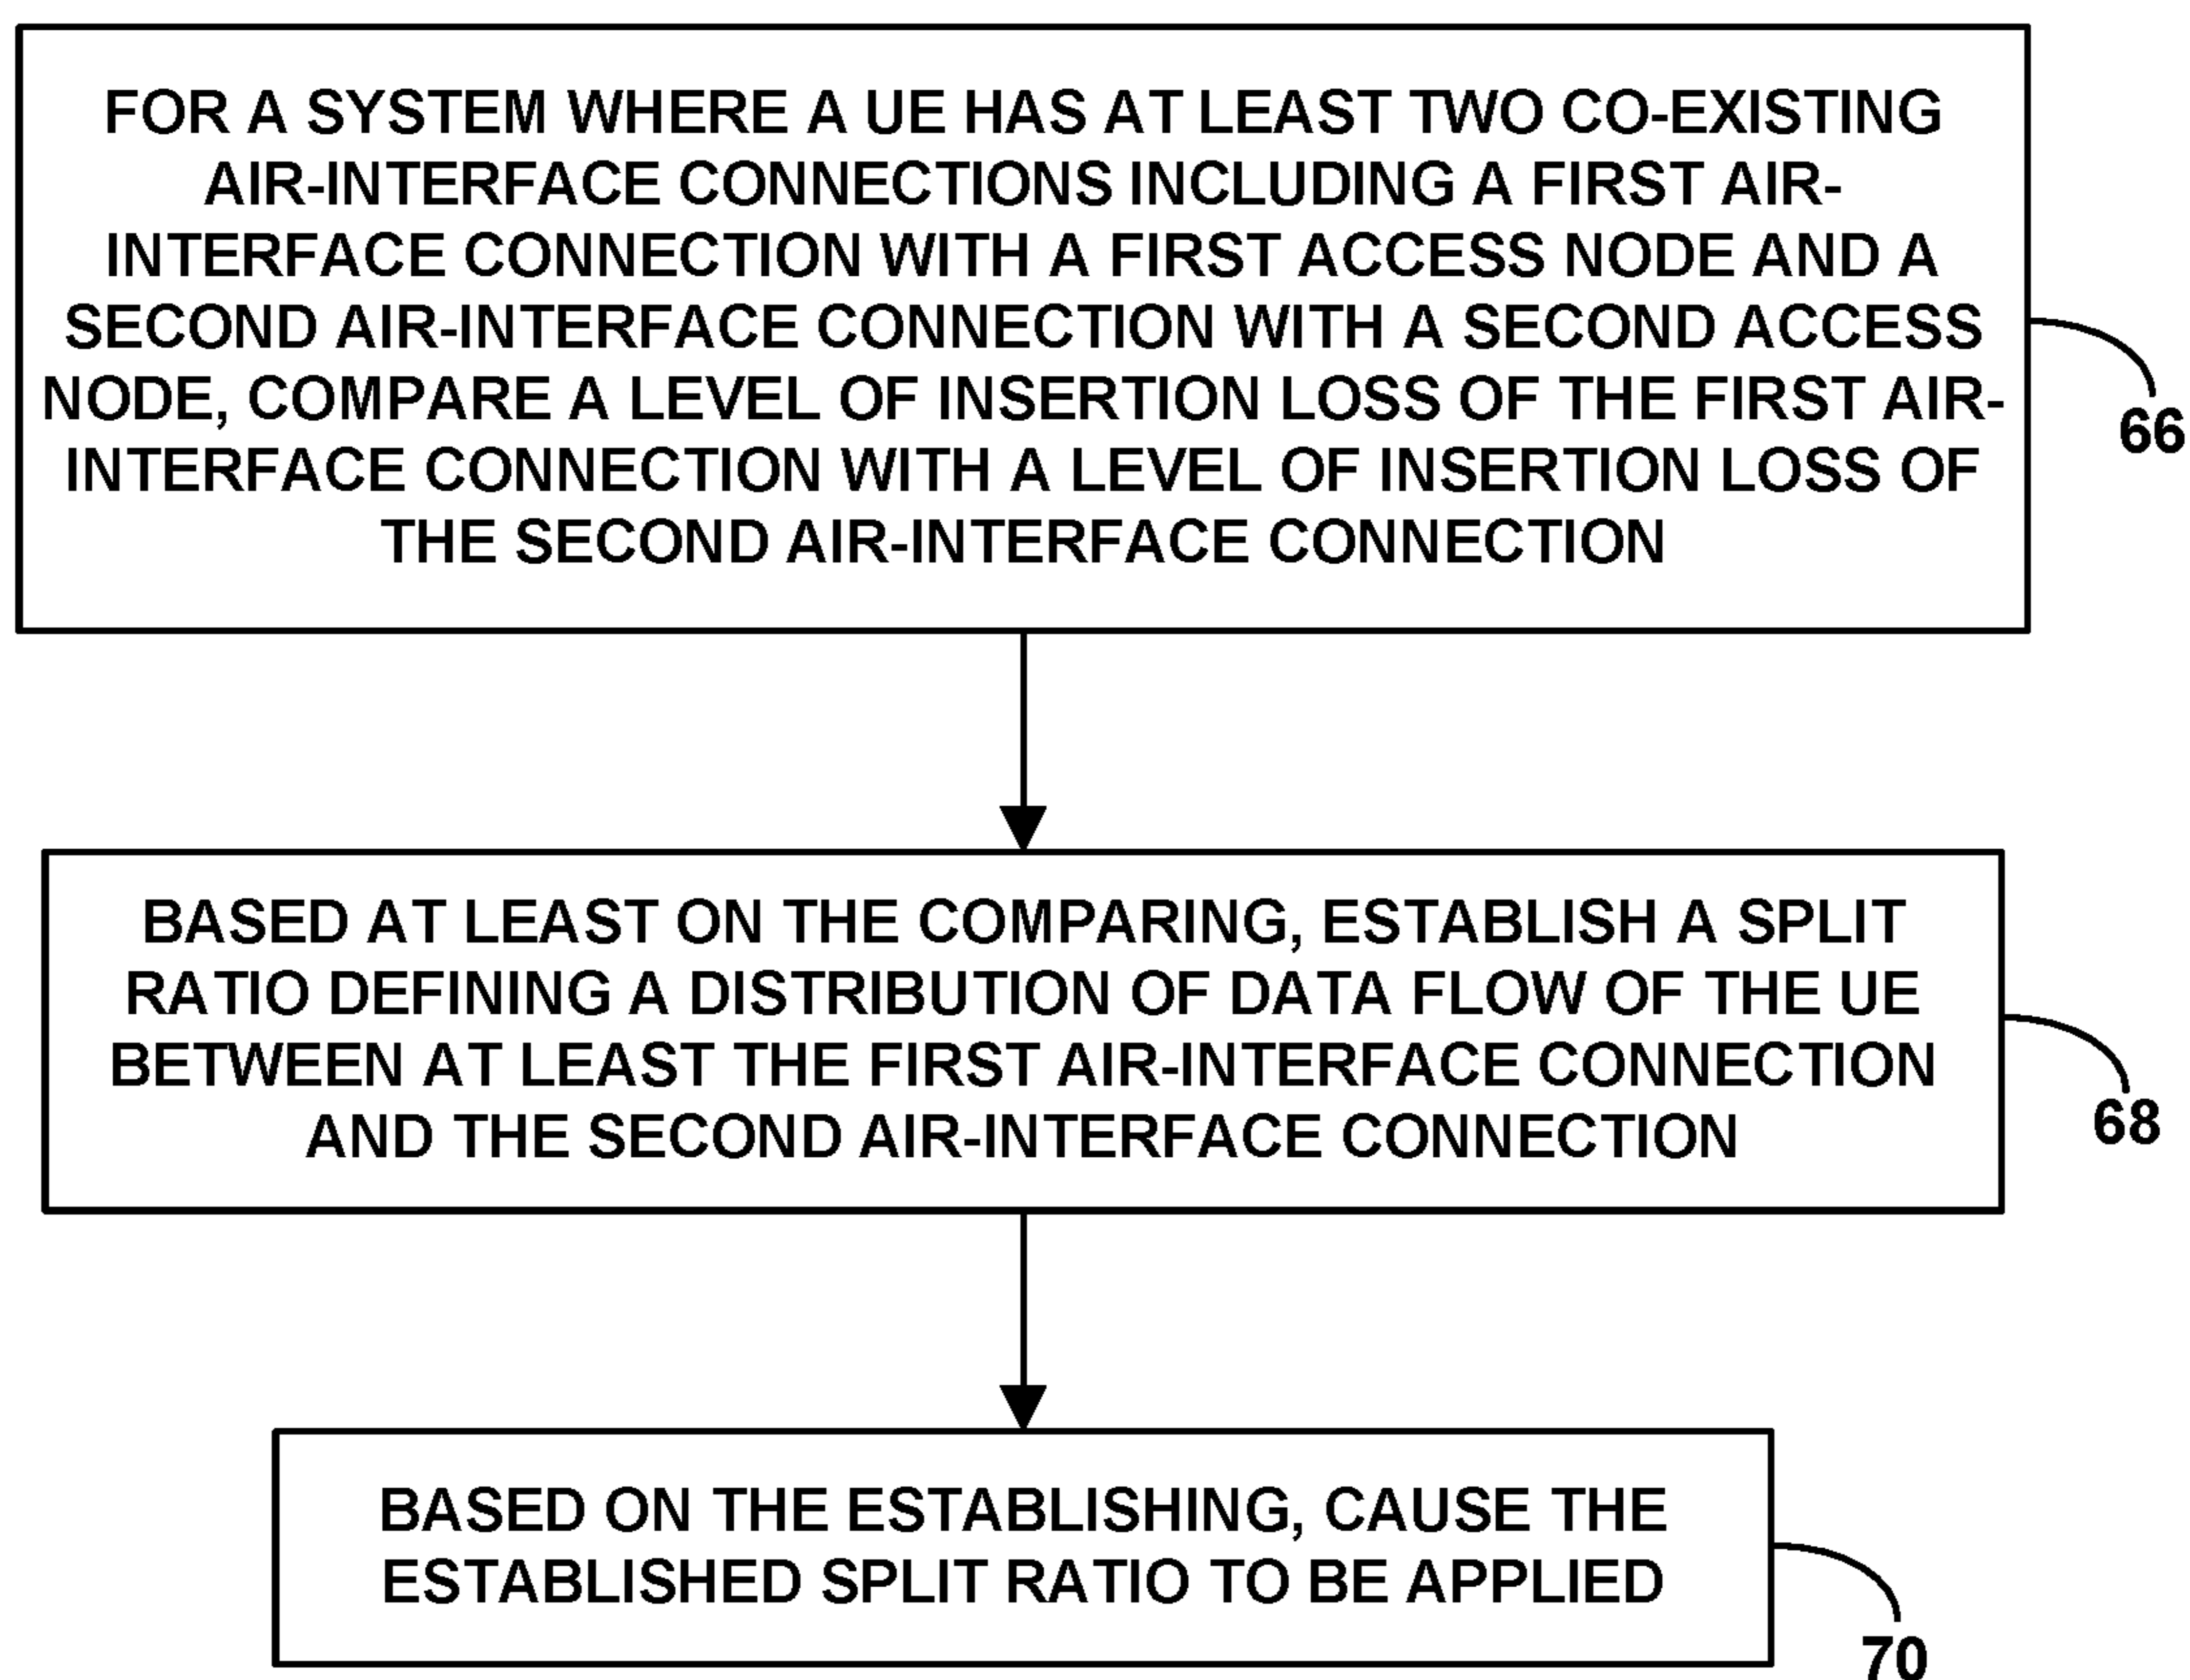 FOR A SYSTEM WHERE A UE HAS AT LEAST TWO CO-EXISTING
AIR-INTERFACE CONNECTIONS INCLUDING A FIRST AIR-
INTERFACE CONNECTION WITH A FIRST ACCESS NODE AND A
SECOND AIR-INTERFACE CONNECTION WITH A SECOND ACCESS
NODE, COMPARE A LEVEL OF INSERTION LOSS OF THE FIRST AIR-
INTERFACE CONNECTION WITH A LEVEL OF INSERTION LOSS OF
THE SECOND AIR-INTERFACE CONNECTION
66
BASED AT LEAST ON THE COMPARING, ESTABLISH A SPLIT
RATIO DEFINING A DISTRIBUTION OF DATA FLOW OF THE UE
BETWEEN AT LEAST THE FIRST AIR-INTERFACE CONNECTION
AND THE SECOND AIR-INTERFACE CONNECTION
68
BASED ON THE ESTABLISHING, CAUSE THE
ESTABLISHED SPLIT RATIO TO BE APPLIED
70